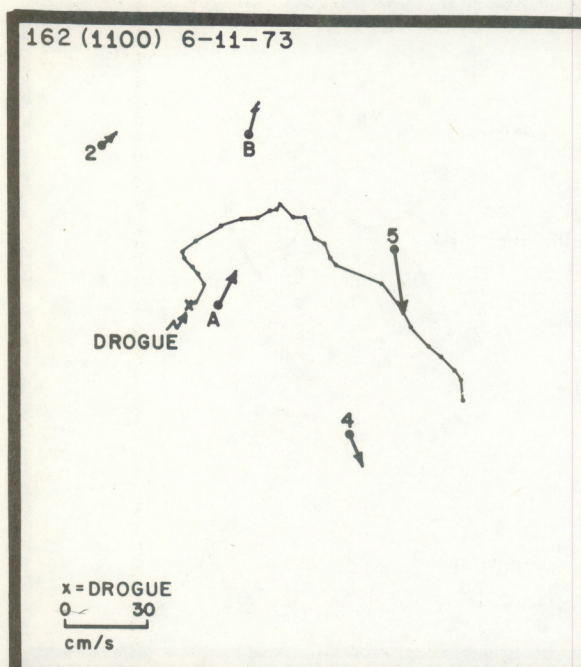 162 (1100) 6-11-73
2
B
5
A
DROGUE
4
x = DROGUE
0 30
cm/s